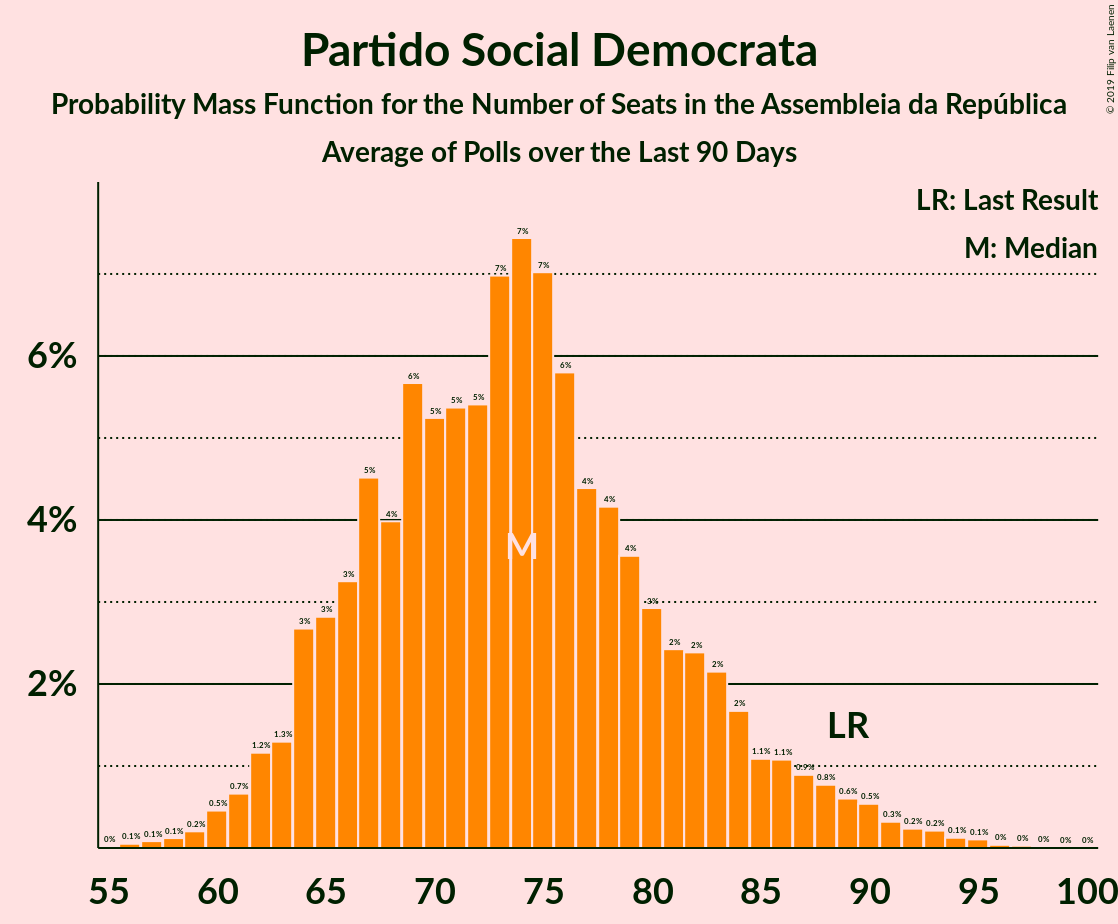 Partido Social Democrata
Probability Mass Function for the Number of Seats in the Assembleia da República
Average of Polls over the Last 90 Days
© 2019 Filip van Laenen
LR: Last Result
M: Median
6%
4%
2%
0% 0.1% 0.1% 0.1% 0.2% 0.5% 0.7% 1.2% 1.3% 3% 3% 3% 5% 4% 6% 5% 5% 5% 7% 7% 7% 6% 4% 4% 4% 3% 2% 2% 2% 2% 1.1% 1.1% 0.9% 0.8% 0.6% 0.5% 0.3% 0.2% 0.2% 0.1% 0.1% 0% 0% 0% 0% 0%
M
LR
55 60 65 70 75 80 85 90 95 100